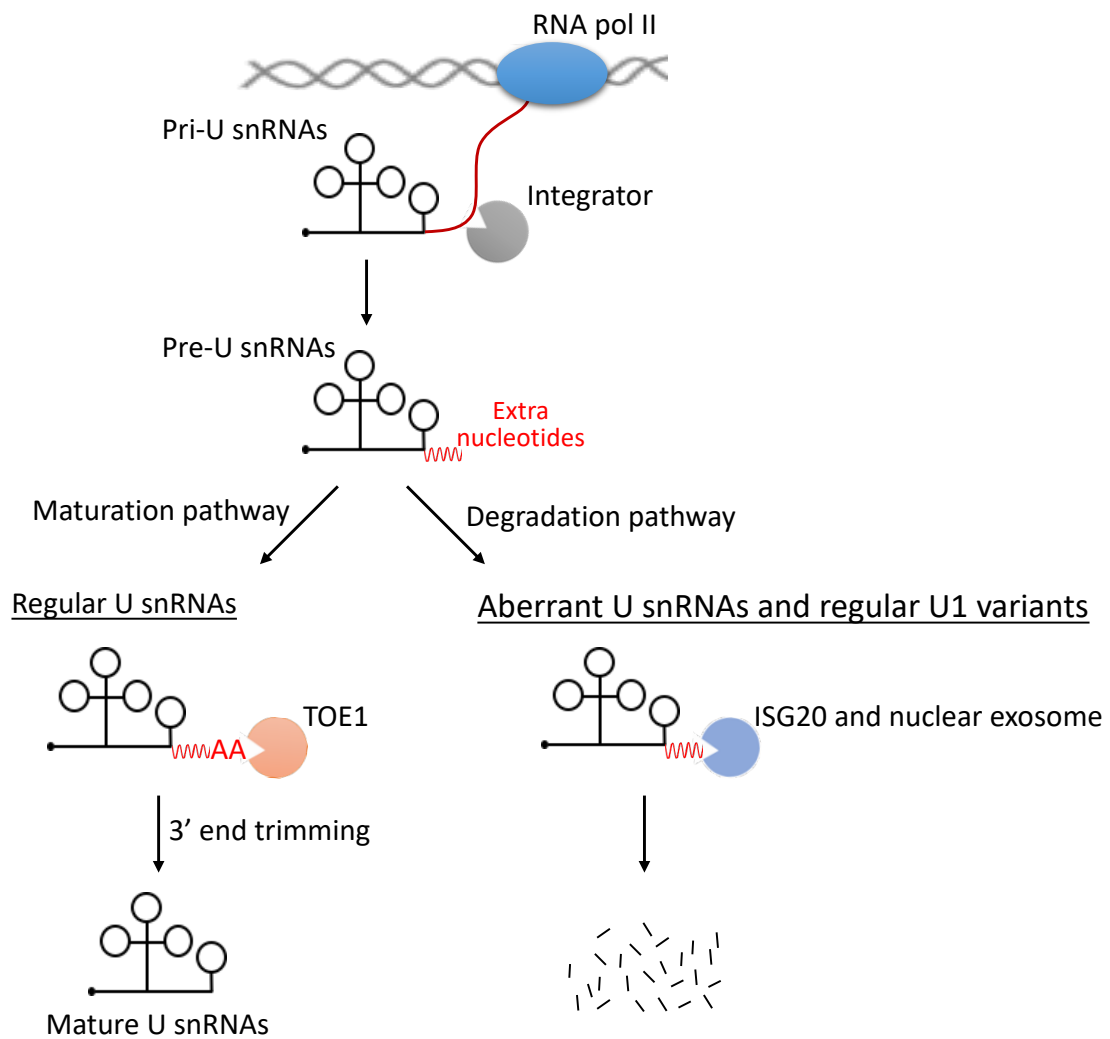 RNA pol II
Pri-U snRNAs
Integrator
Pre-U snRNAs
Extra
nucleotides
Maturation pathway
Degradation pathway
Regular U snRNAs
Aberrant U snRNAs and regular U1 variants
TOE1
AA
ISG20 and nuclear exosome
3’ end trimming
Mature U snRNAs